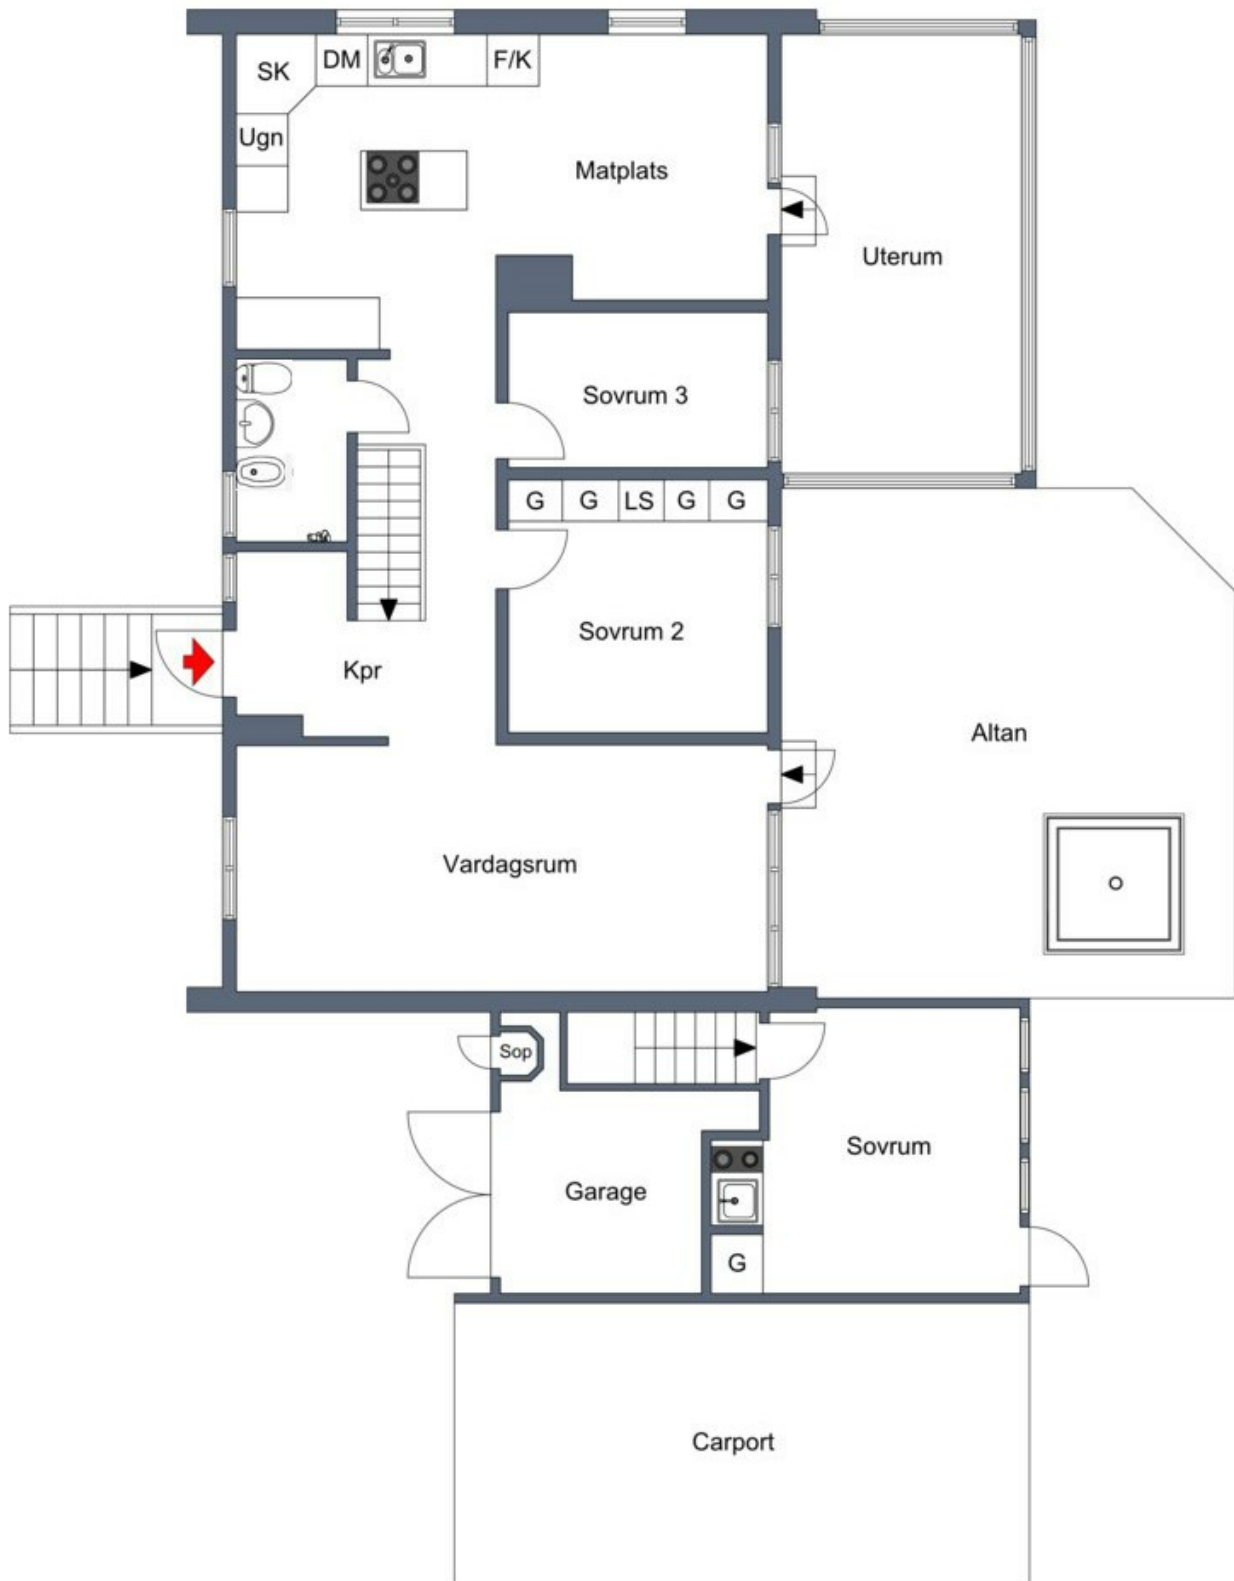 SK
DM
F/K
Ugn
Matplats
Uterum
Sovrum 3
G G LS G G
Sovrum 2
Kpr
Altan
Vardagsrum
Sop
Sovrum
Garage
G
Carport